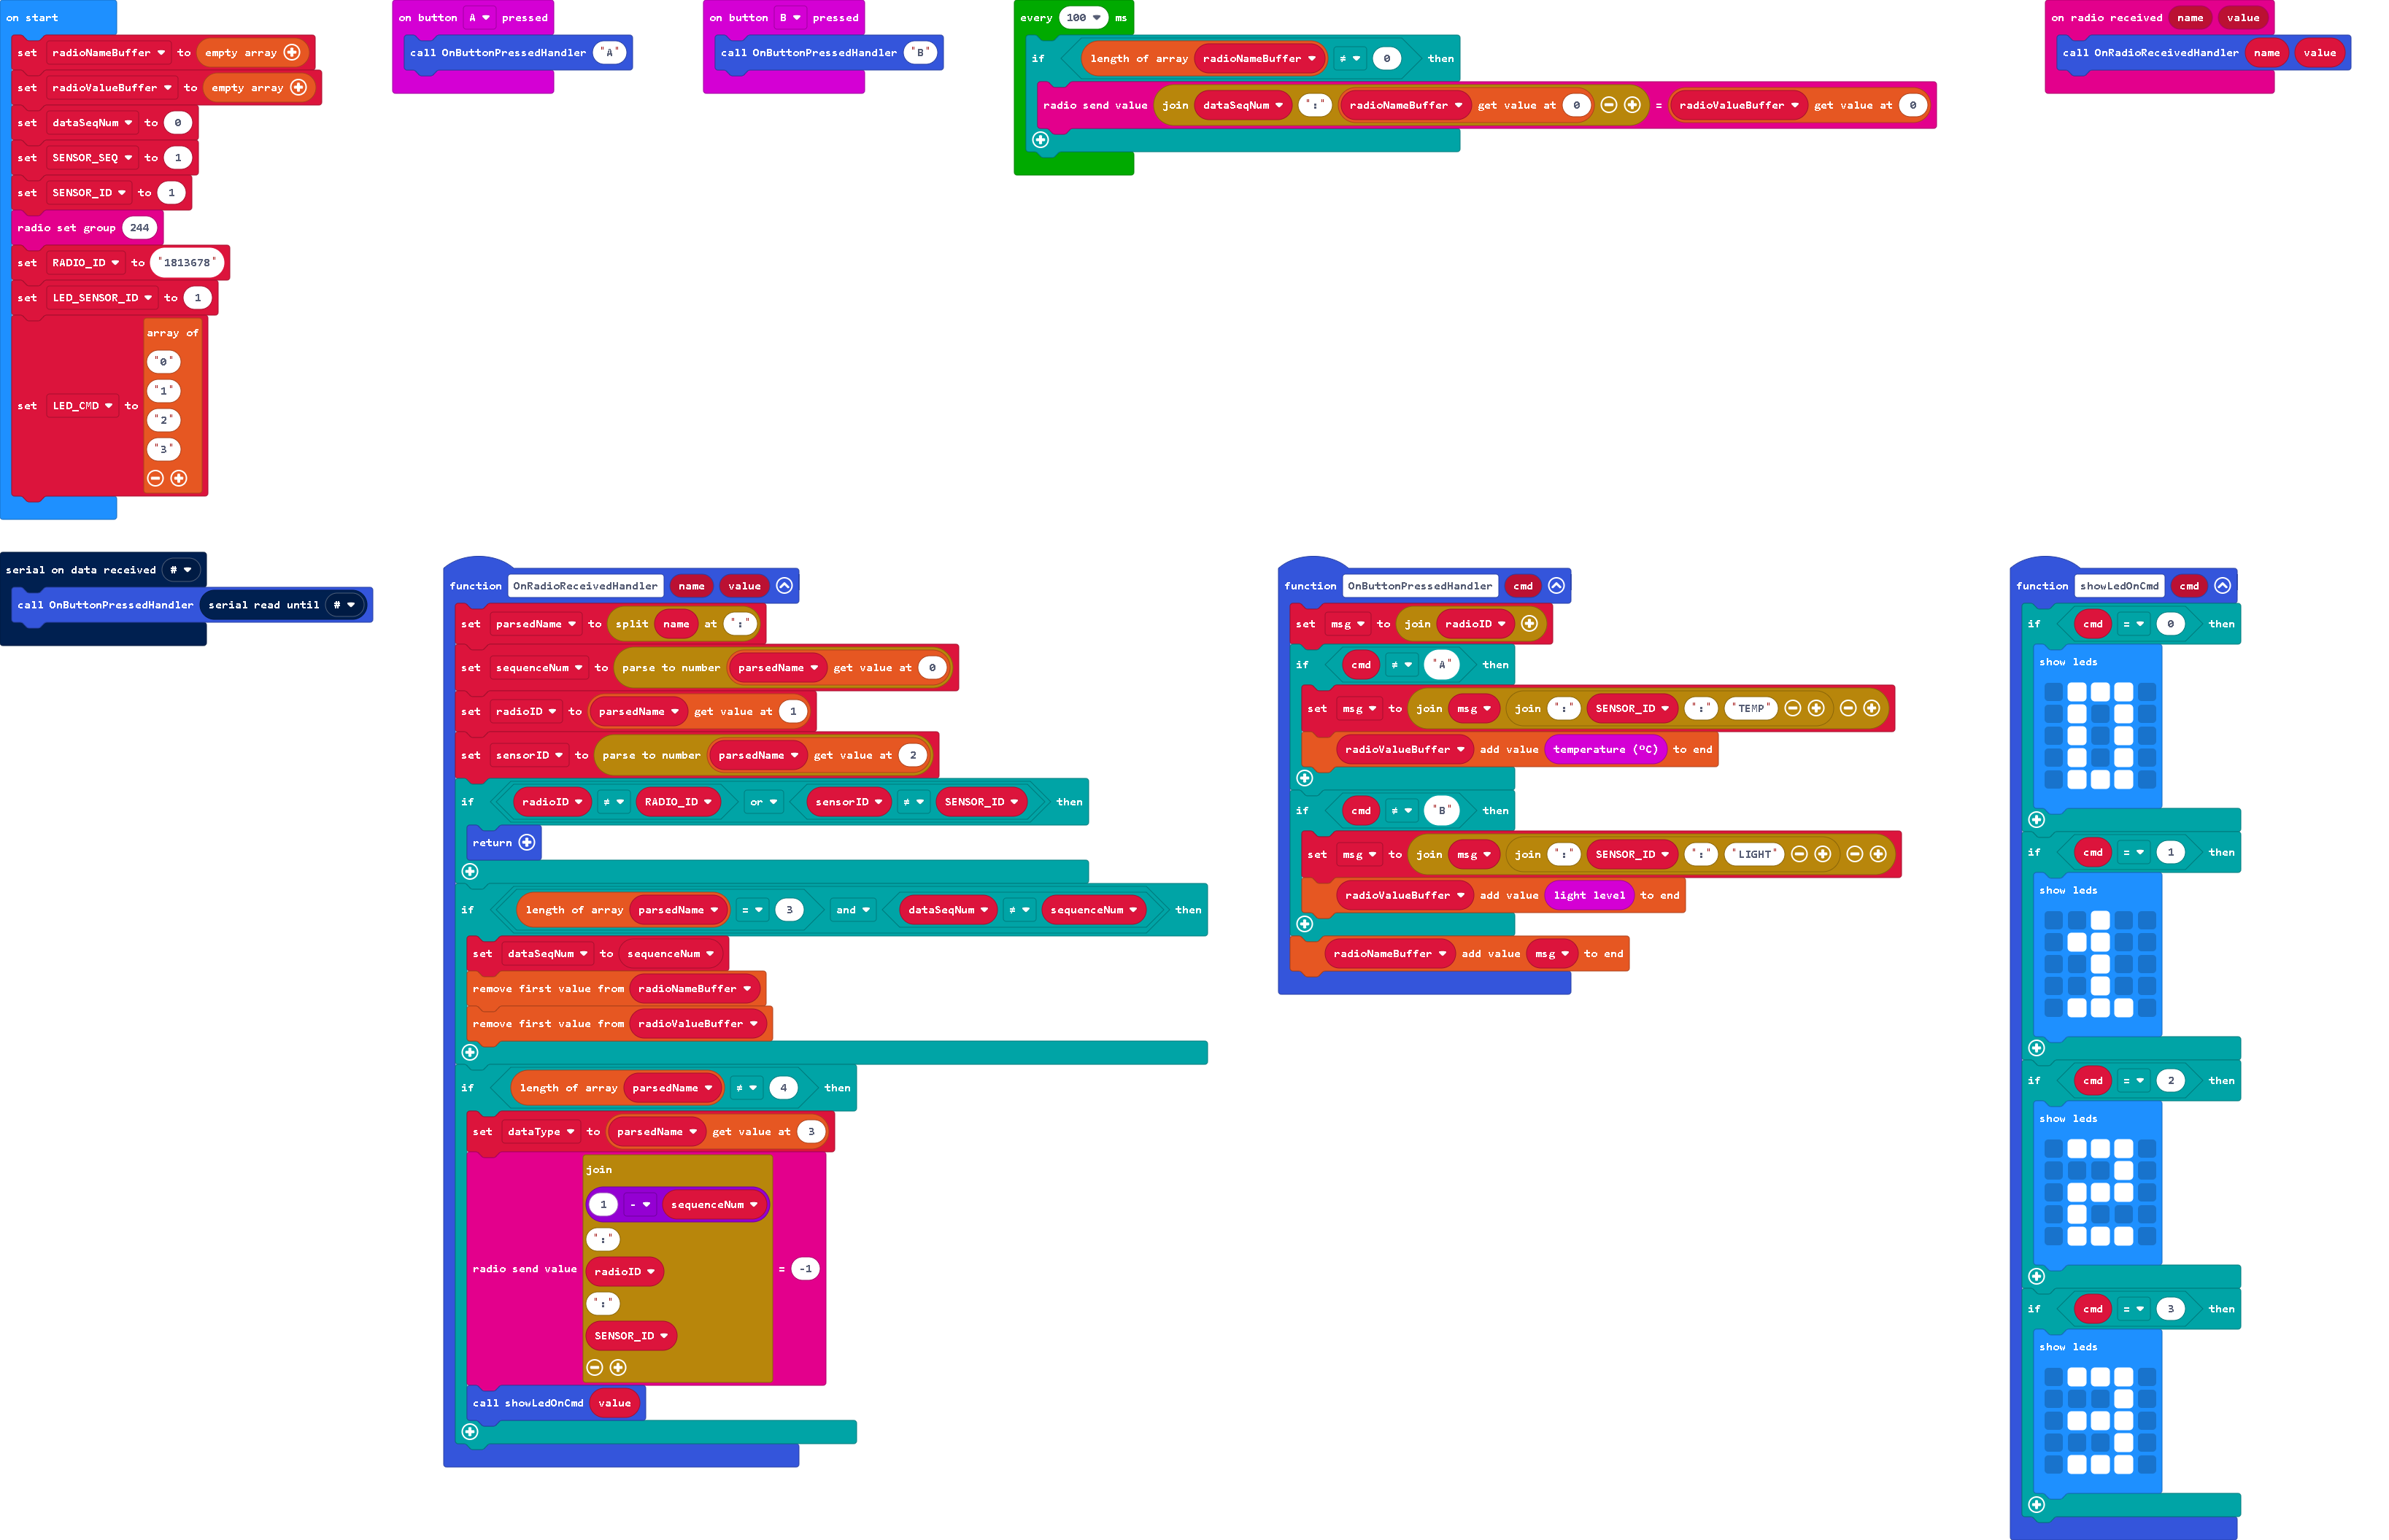 on start
set radioNameBuffer to empty array
set radioValueBuffer to empty array
set dataSeqNum to 0
set SENSOR_SEQ to 1
set SENSOR_ID to 1
radio set group 244
set RADIO_ID to "1813678"
set LED_SENSOR_ID to 1
array of
"0"
"1"
set LED_CMD to
"2"
"3"
on button A pressed
call OnButtonPressedHandler "A"
on button B pressed
call OnButtonPressedHandler "B"
every 100 ms
if length of array radioNameBuffer ≠ 0 then
radio send value join dataSeqNum ":" radioNameBuffer get value at 0 = radioValueBuffer get value at 0
on radio received name value
call OnRadioReceivedHandler name value
serial on data received #
call OnButtonPressedHandler serial read until #
function OnRadioReceivedHandler name value
set parsedName to split name at ":"
set sequenceNum to parse to number parsedName get value at 0
set radioID to parsedName get value at 1
set sensorID to parse to number parsedName get value at 2
if radioID ≠ RADIO_ID or sensorID ≠ SENSOR_ID then
return
if length of array parsedName = 3 and dataSeqNum ≠ sequenceNum then
set dataSeqNum to sequenceNum
remove first value from radioNameBuffer
remove first value from radioValueBuffer
if length of array parsedName ≠ 4 then
set dataType to parsedName get value at 3
join
1 - sequenceNum
":"
radio send value radioID = -1
":"
SENSOR_ID
call showLedOnCmd value
function OnButtonPressedHandler cmd
set msg to join radioID
if cmd ≠ "A" then
set msg to join msg join ":" SENSOR_ID ":" "TEMP"
radioValueBuffer add value temperature (ºC) to end
if cmd ≠ "B" then
set msg to join msg join ":" SENSOR_ID ":" "LIGHT"
radioValueBuffer add value light level to end
radioNameBuffer add value msg to end
function showLedOnCmd cmd
if cmd = 0 then
show leds
if cmd = 1 then
show leds
if cmd = 2 then
show leds
if cmd = 3 then
show leds